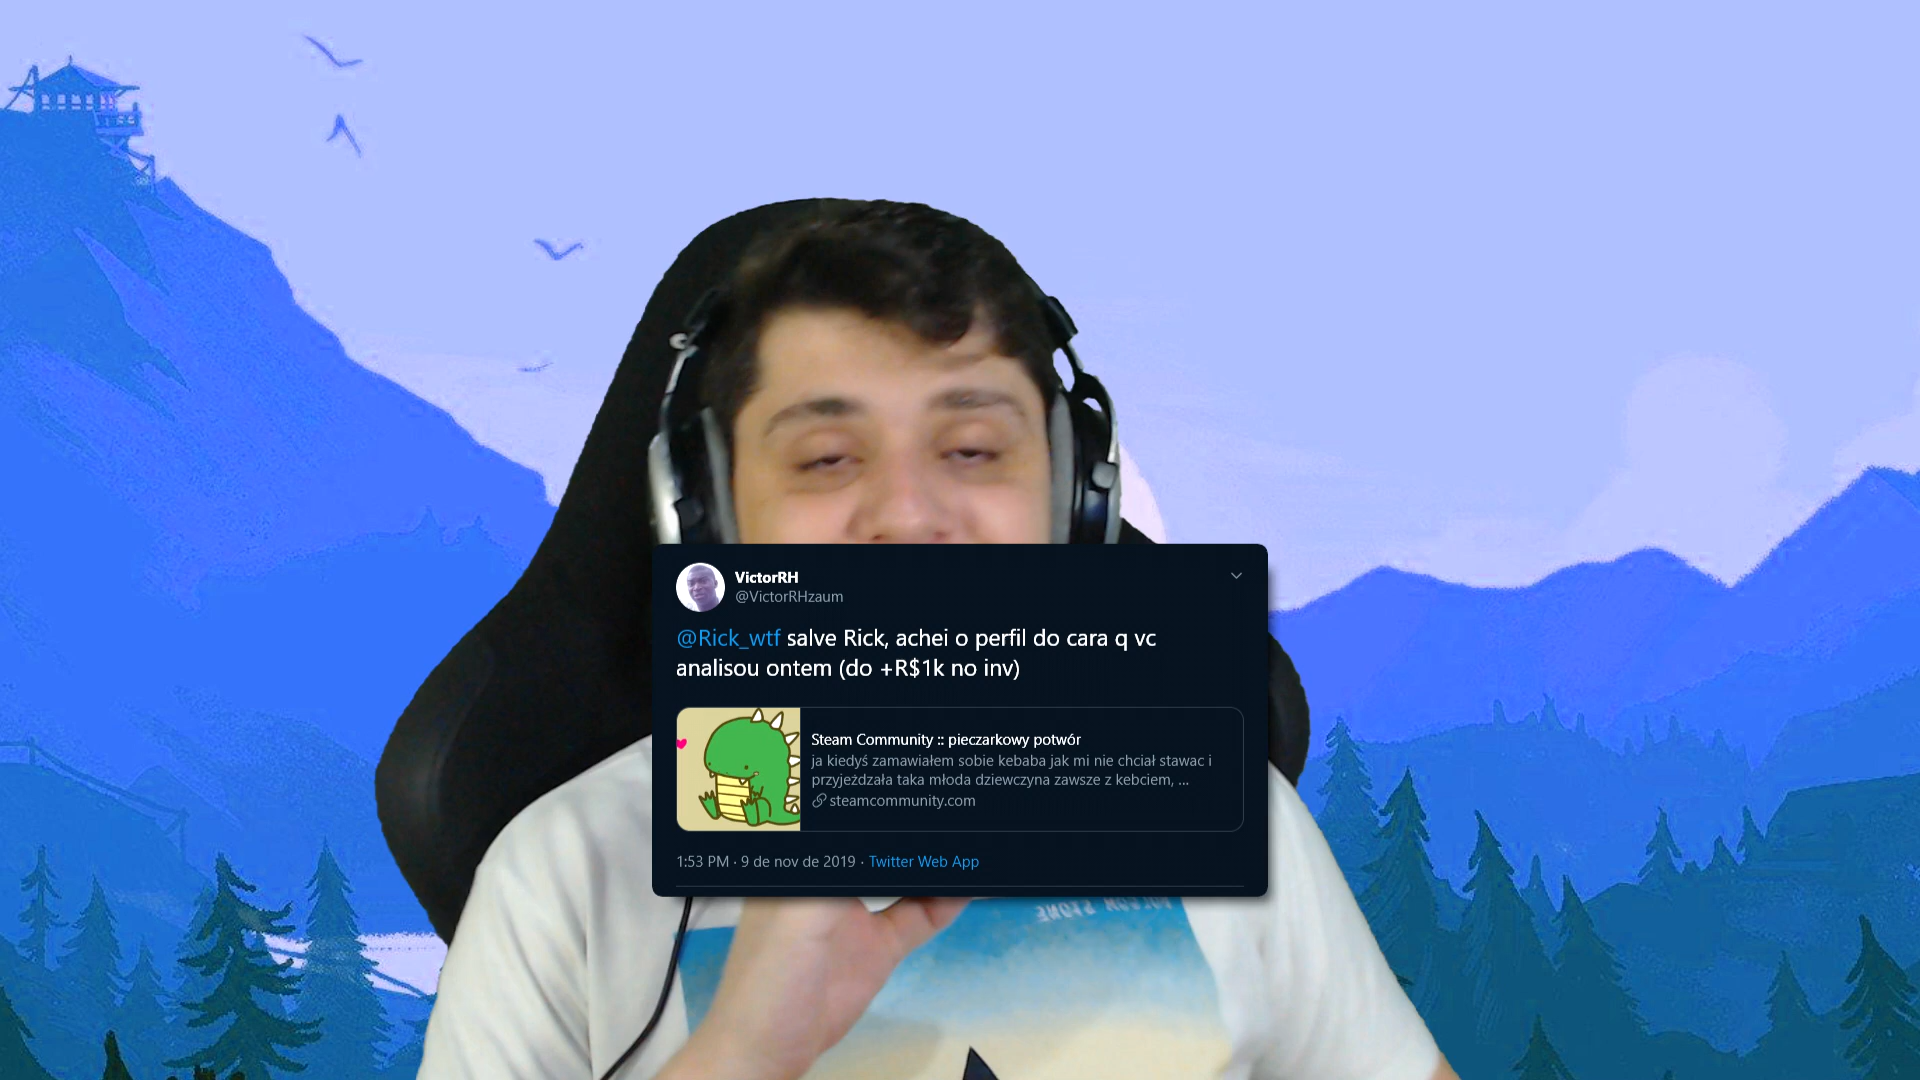 VictorRH
@VictorRHzaum
@Rick_wtf salve Rick, achei o perfil do cara q vc
analisou ontem (do +R$1k no inv)
Steam Community :: pieczarkowy potwór
ja kiedyś zamawiałem sobie kebaba jak mi nie chciał stawac i
przyjeżdzała taka młoda dziewczyna zawsze z kebciem, ...
steamcommunity.com
1:53 PM · 9 de nov de 2019 · Twitter Web App